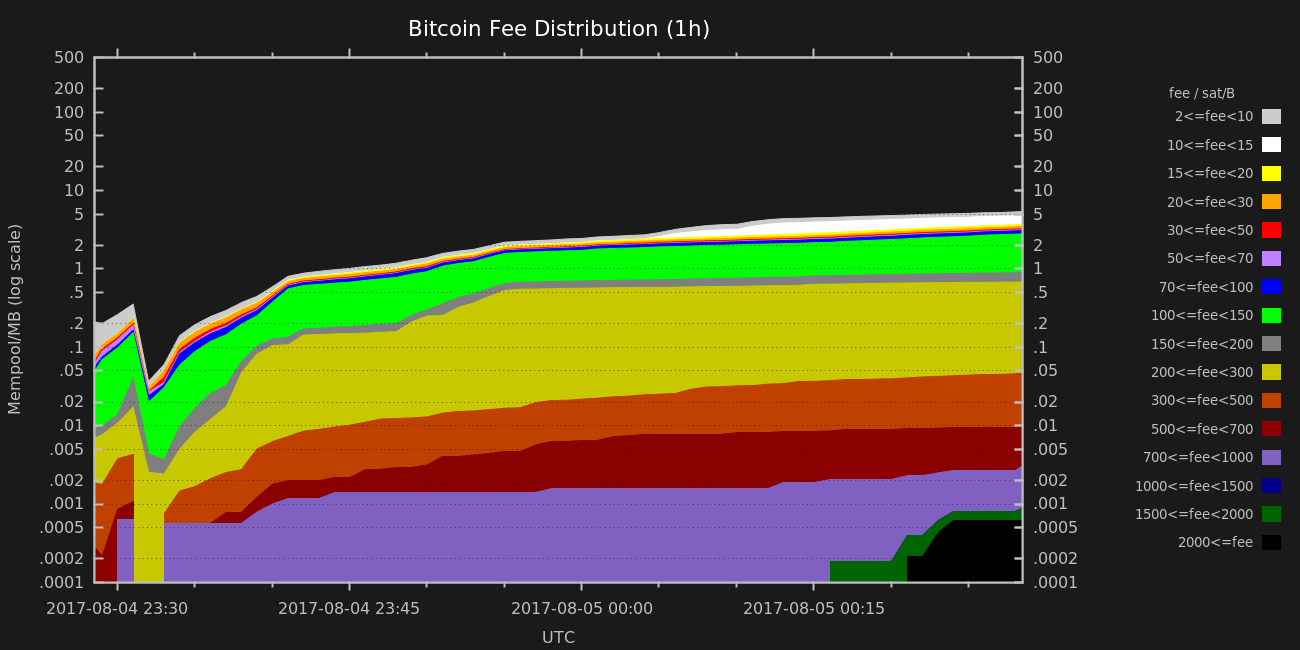 Bitcoin Fee Distribution (1h)
500
200
100
50
20
10
5
2
1
.5
.2
.1
.05
.02
.01
.005
.002
.001
.0005
.0002
.0001
Mempool/MB (log scale)
500
200
100
50
20
10
5
2
1
.5
.2
.1
.05
.02
.01
.005
.002
.001
.0005
.0002
.0001
2017-08-04 23:30
2017-08-04 23:45
2017-08-05 00:00
2017-08-05 00:15
UTC
fee / sat/B
2<=fee<10
10<=fee<15
15<=fee<20
20<=fee<30
30<=fee<50
50<=fee<70
70<=fee<100
100<=fee<150
150<=fee<200
200<=fee<300
300<=fee<500
500<=fee<700
700<=fee<1000
1000<=fee<1500
1500<=fee<2000
2000<=fee